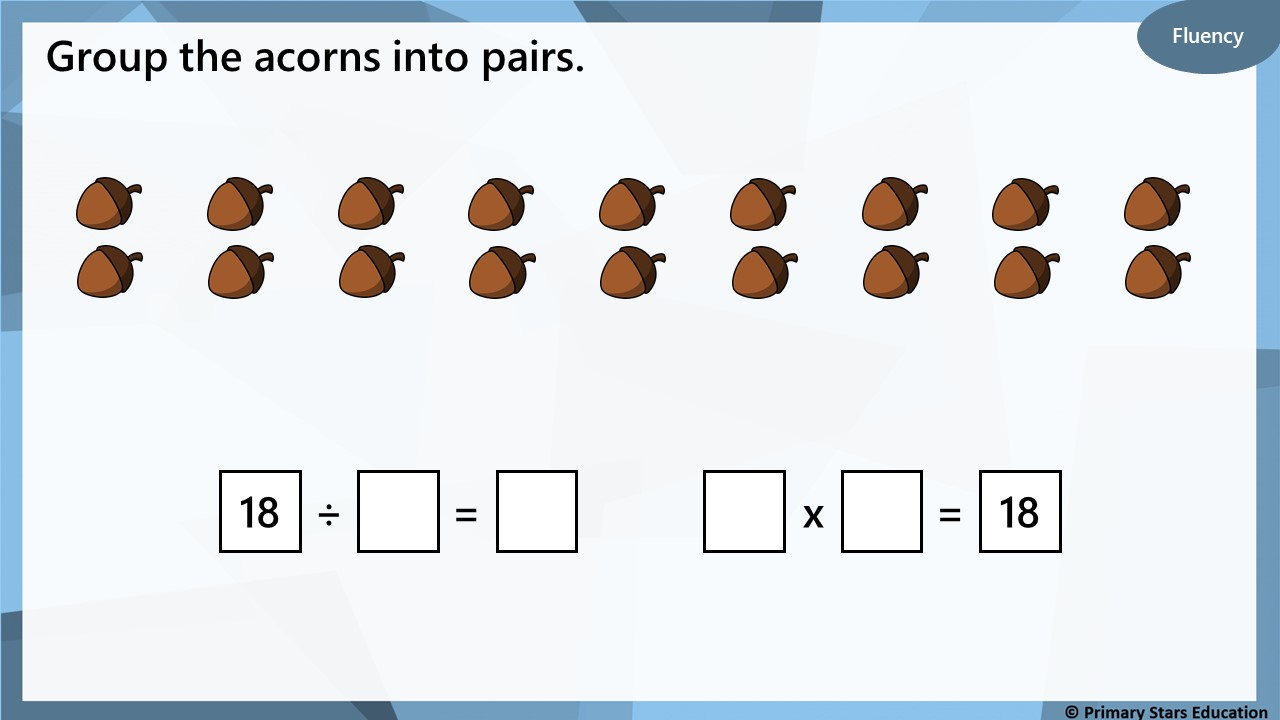 Fluency
Group the acorns into pairs.
18 ÷ =
x = 18
© Primary Stars Education